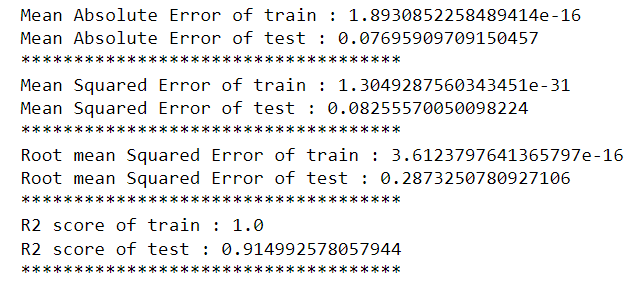 Mean Absolute Error of train : 1.8930852258489414e-16
Mean Absolute Error of test : 0.07695909709150457
************************************
Mean Squared Error of train : 1.3049287560343451e-31
Mean Squared Error of test : 0.08255570050098224
************************************
Root mean Squared Error of train : 3.6123797641365797e-16
Root mean Squared Error of test : 0.2873250780927106
************************************
R2 score of train : 1.0
R2 score of test : 0.914992578057944
************************************